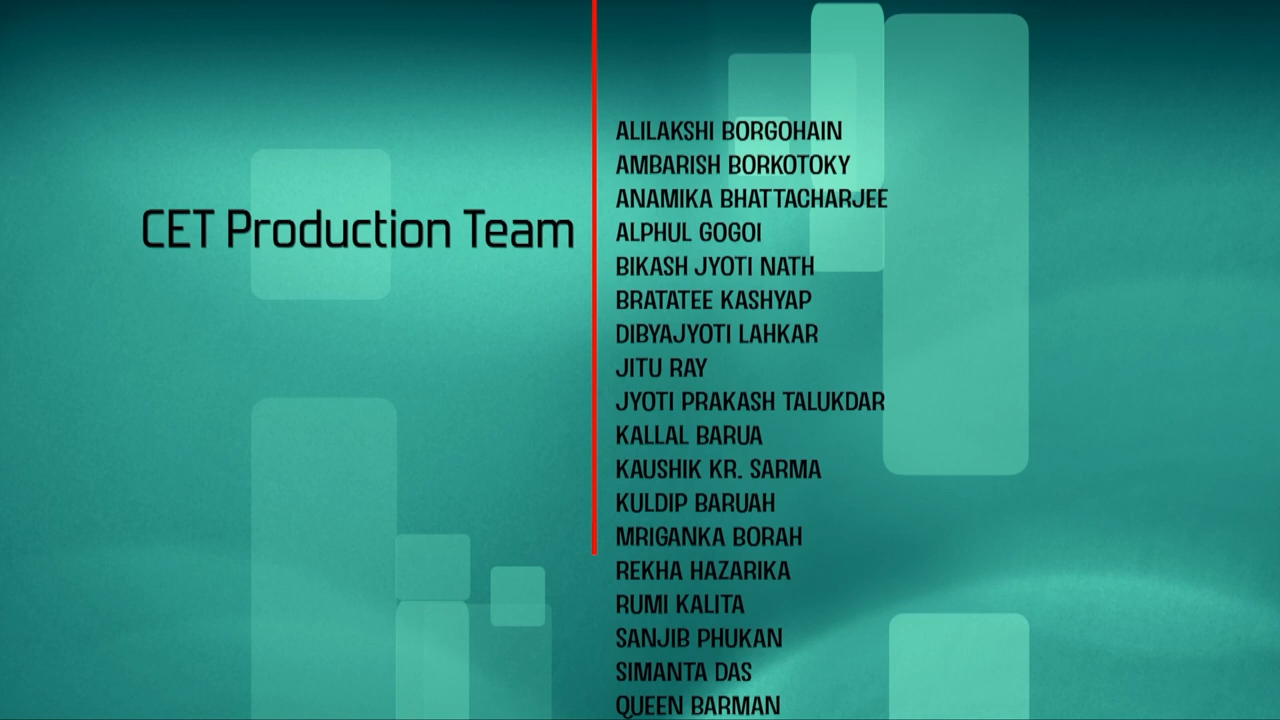 CET Production Team
ALILAKSHI BORGOHAIN
AMBARISH BORKOTOKY
ANAMIKA BHATTACHARJEE
ALPHUL GOGOI
BIKASH JYOTI NATH
BRATATEE KASHYAP
DIBYAJYOTI LAHKAR
JITU RAY
JYOTI PRAKASH TALUKDAR
KALLAL BARUA
KAUSHIK KR. SARMA
KULDIP BARUAH
MRIGANKA BORAH
REKHA HAZARIKA
RUMI KALITA
SANJIB PHUKAN
SIMANTA DAS
QUEEN BARMAN